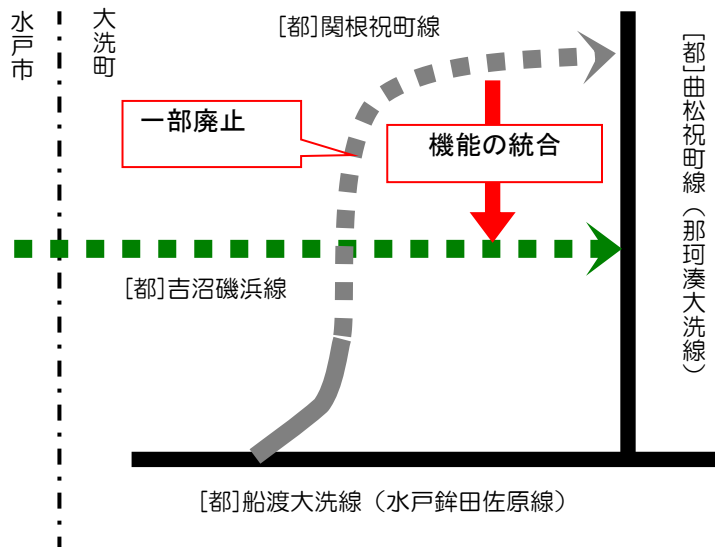 水戸市
大洗町
[都]関根祝町線
一部廃止
機能の統合
[都]曲松祝町線(那珂湊大洗線)
[都]吉沼磯浜線
[都]船渡大洗線(水戸鉾田佐原線)